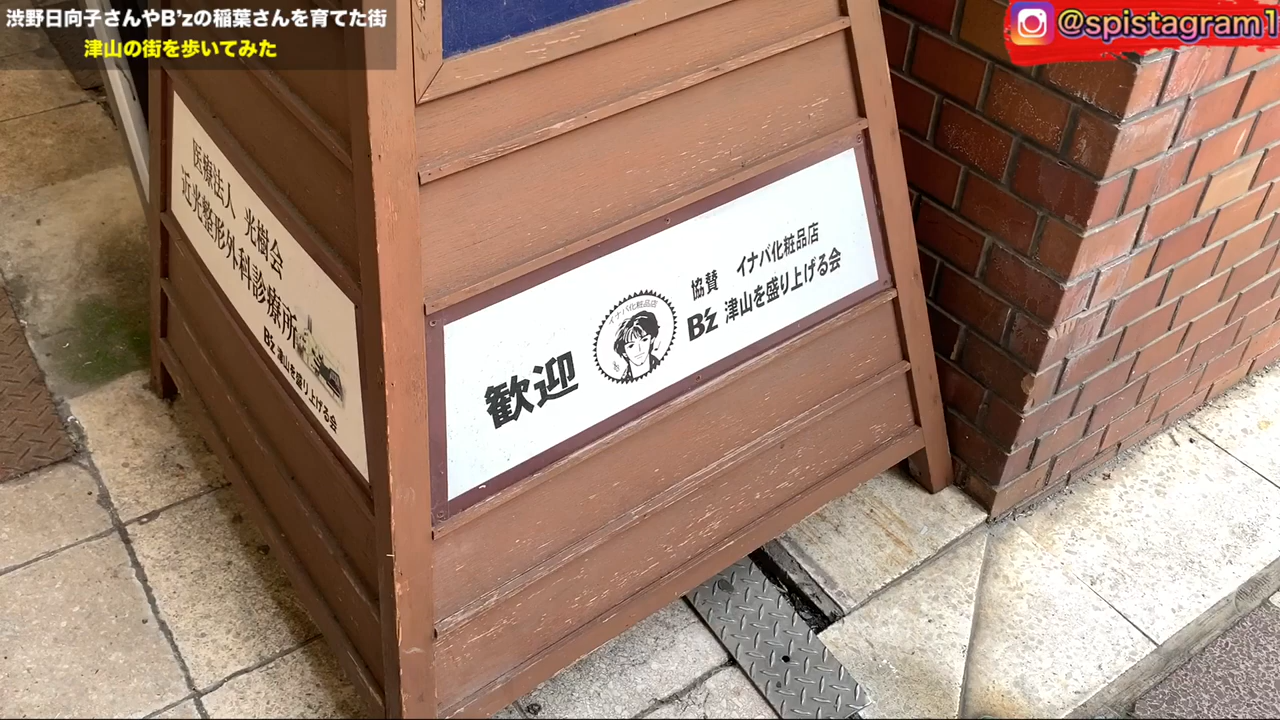 渋野日向子さんやB'zの稲葉さんを育てた街
津山の街を歩いてみた
@spistagram1
医療法人 光樹会
近光整形外科診療所
B'z 津山を盛り上げる会
歓迎
イナバ化粧品店
協賛 イナバ化粧品店
B'z 津山を盛り上げる会